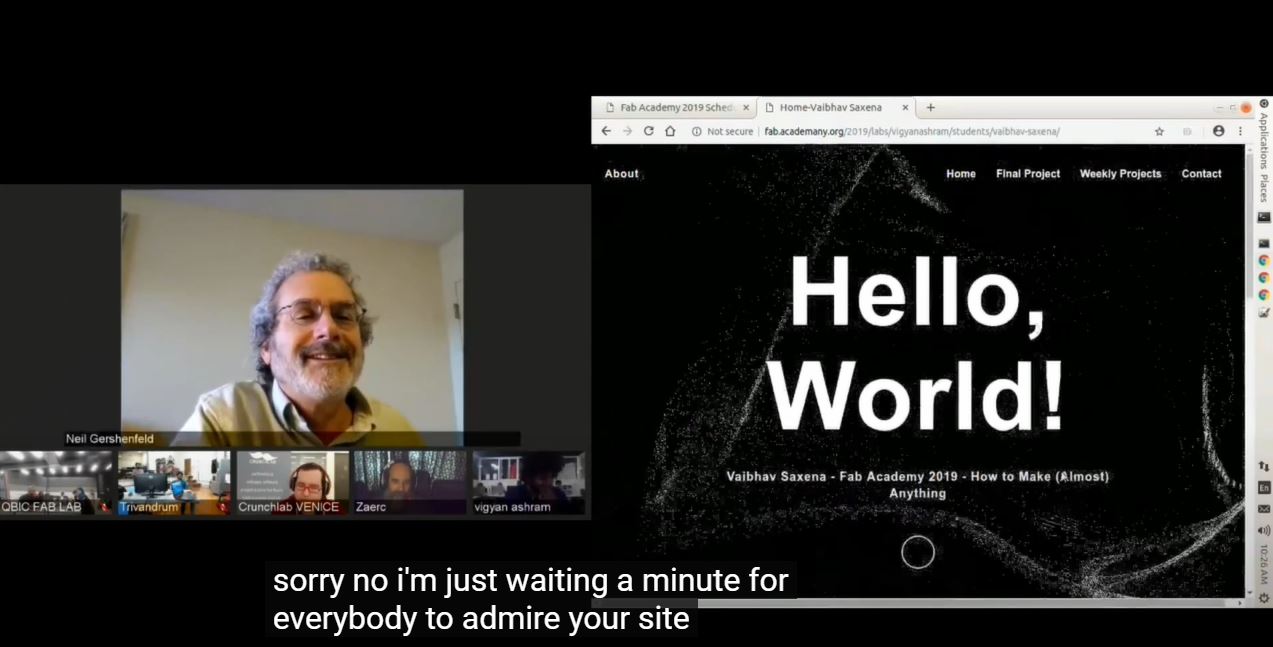 Fab Academy 2019 Sched
Home-Vaibhav Saxena
Not secure
fab.academany.org/2019/labs/vigyanashram/students/vaibhav-saxena/
Applications Places
About
Home Final Project Weekly Projects Contact
Hello,
World!
Vaibhav Saxena - Fab Academy 2019 - How to Make (Almost)
Anything
En
10:26 AM
Neil Gershenfeld
QBIC FAB LAB
Trivandrum
Crunchlab VENICE
Zaerc
vigyan ashram
sorry no i'm just waiting a minute for
everybody to admire your site